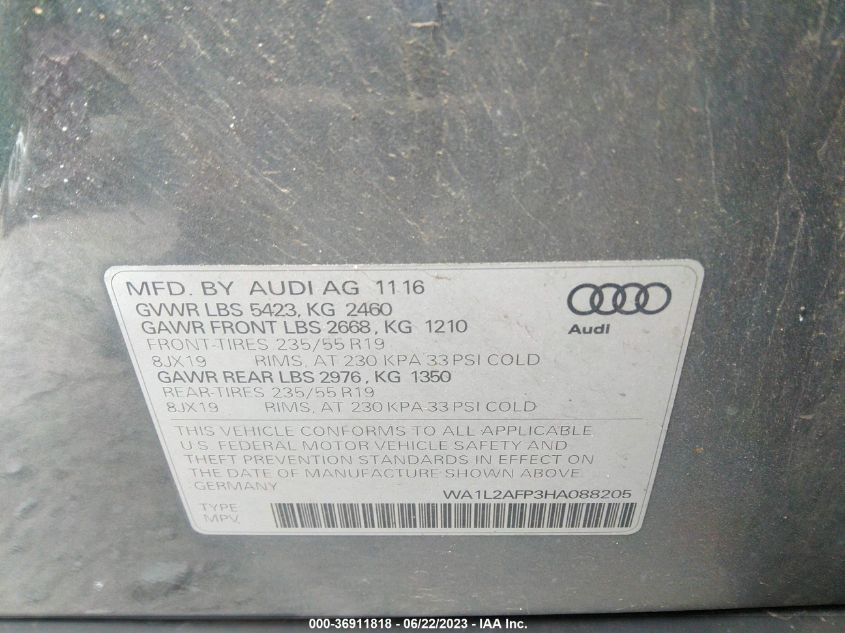 MFD. BY AUDI AG 11.16
GVWR LBS 5423, KG 2460
GAWR FRONT LBS 2668, KG 1210
FRONT-TIRES 235/55 R19
8JX19 RIMS, AT 230 KPA 33 PSI COLD
GAWR REAR LBS 2976, KG 1350
REAR-TIRES 235/55 R19
8JX19 RIMS, AT 230 KPA 33 PSI COLD
Audi
THIS VEHICLE CONFORMS TO ALL APPLICABLE
U.S. FEDERAL MOTOR VEHICLE SAFETY AND
THEFT PREVENTION STANDARDS IN EFFECT ON
THE DATE OF MANUFACTURE SHOWN ABOVE.
GERMANY
WA1L2AFP3HA088205
TYPE
MPV
000-36911818 - 06/22/2023 - © IAA Inc.